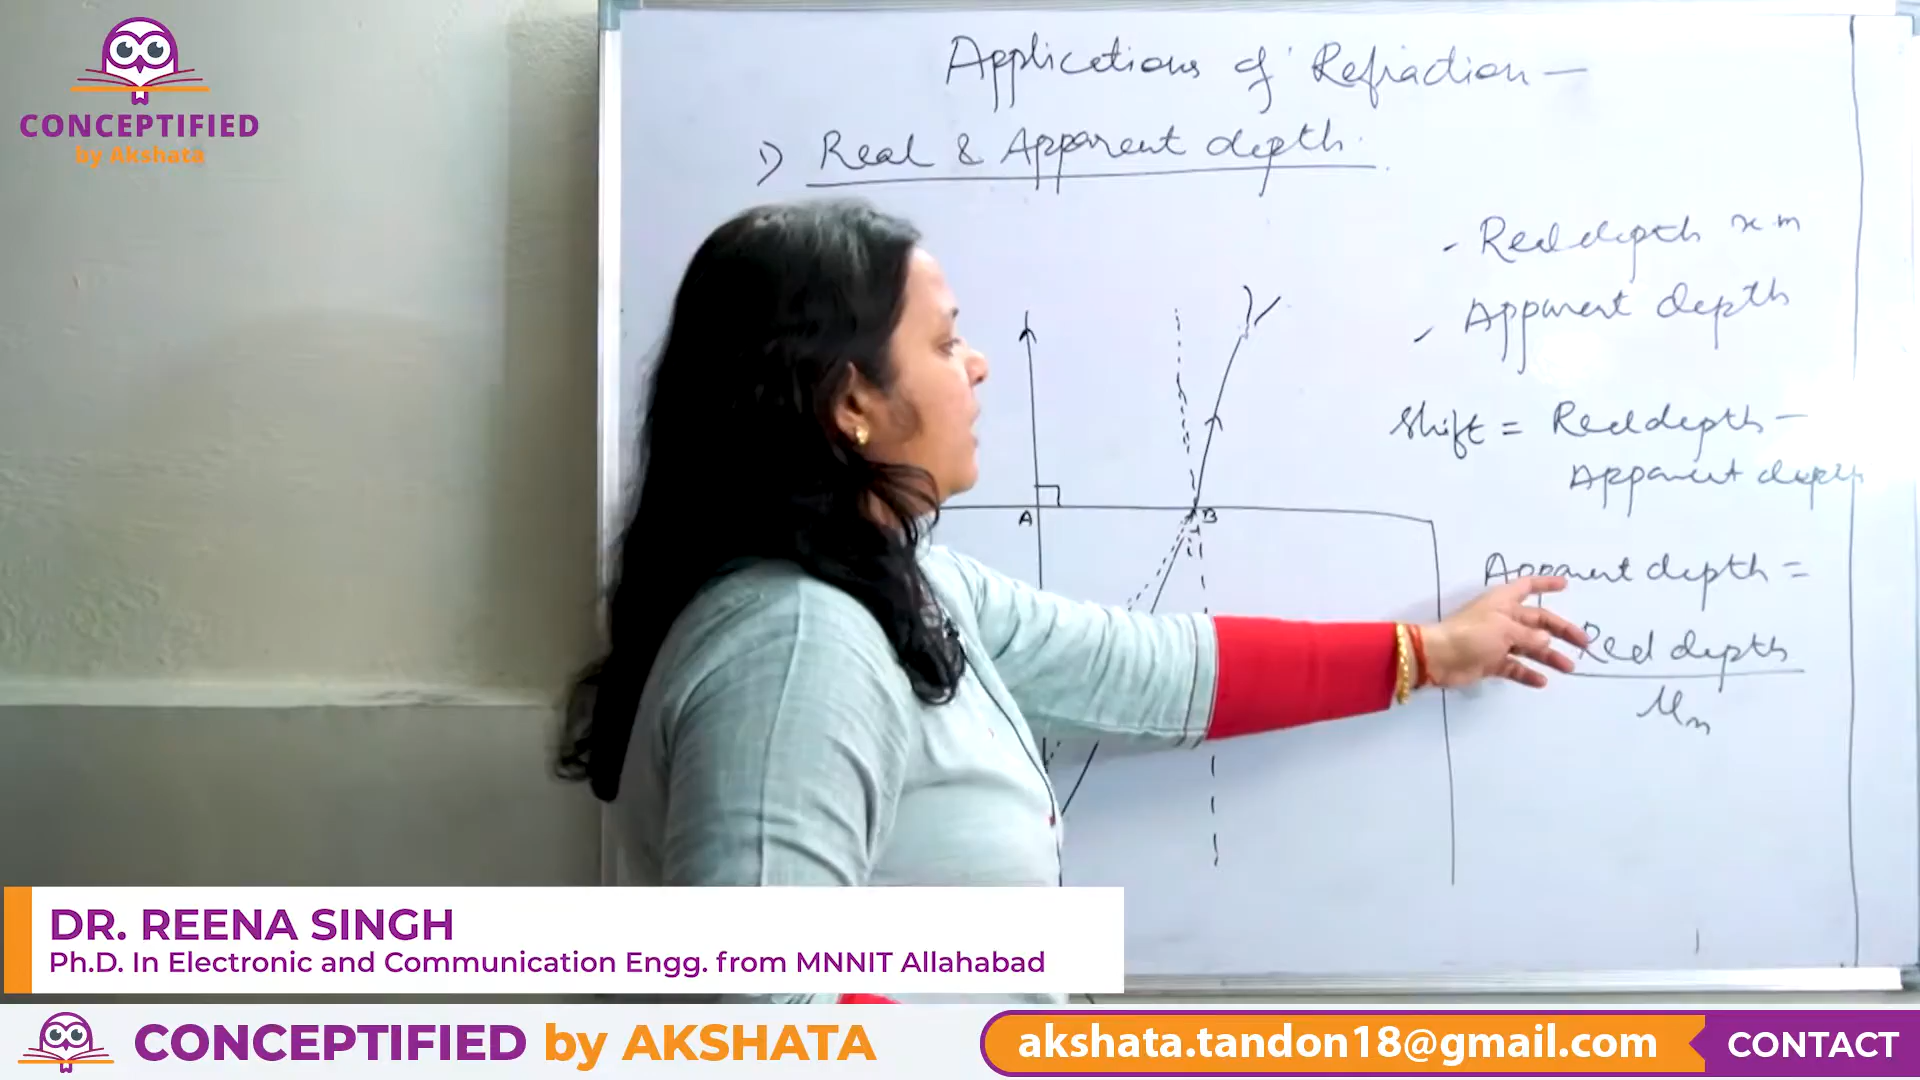 CONCEPTIFIED
by Akshata
Applications of Refraction —
1) Real & Apparent depth.
- Real depth x m
- Apparent depth
Shift = Real depth —
Apparent depth
A
B
Apparent depth =
Real depth
DR. REENA SINGH
Ph.D. In Electronic and Communication Engg. from MNNIT Allahabad
CONCEPTIFIED by AKSHATA
akshata.tandon18@gmail.com
CONTACT